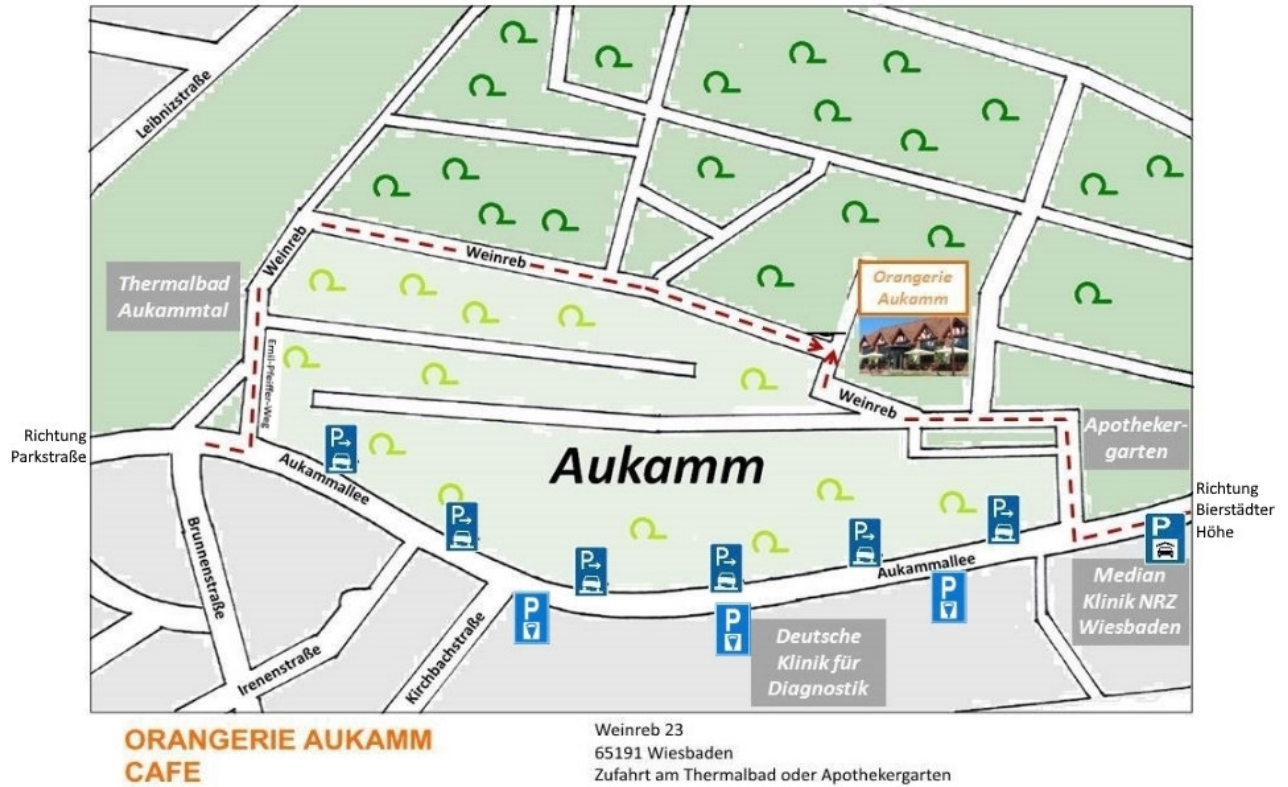 Leibnizstraße
Weinreb
Weinreb
Orangerie
Aukamm
Thermalbad
Aukammtal
Emil-Pfeiffer-Weg
Weinreb
Richtung
Parkstraße
Apotheker-
garten
Aukamm
P
Aukammallee
Richtung
Bierstädter
Höhe
P
P
P
P
P
P
Brunnenstraße
Aukammallee
P
P
P
Median
Klinik NRZ
Wiesbaden
Deutsche
Klinik für
Diagnostik
Kirchbachstraße
Irenenstraße
ORANGERIE AUKAMM
CAFE
Weinreb 23
65191 Wiesbaden
Zufahrt am Thermalbad oder Apothekergarten